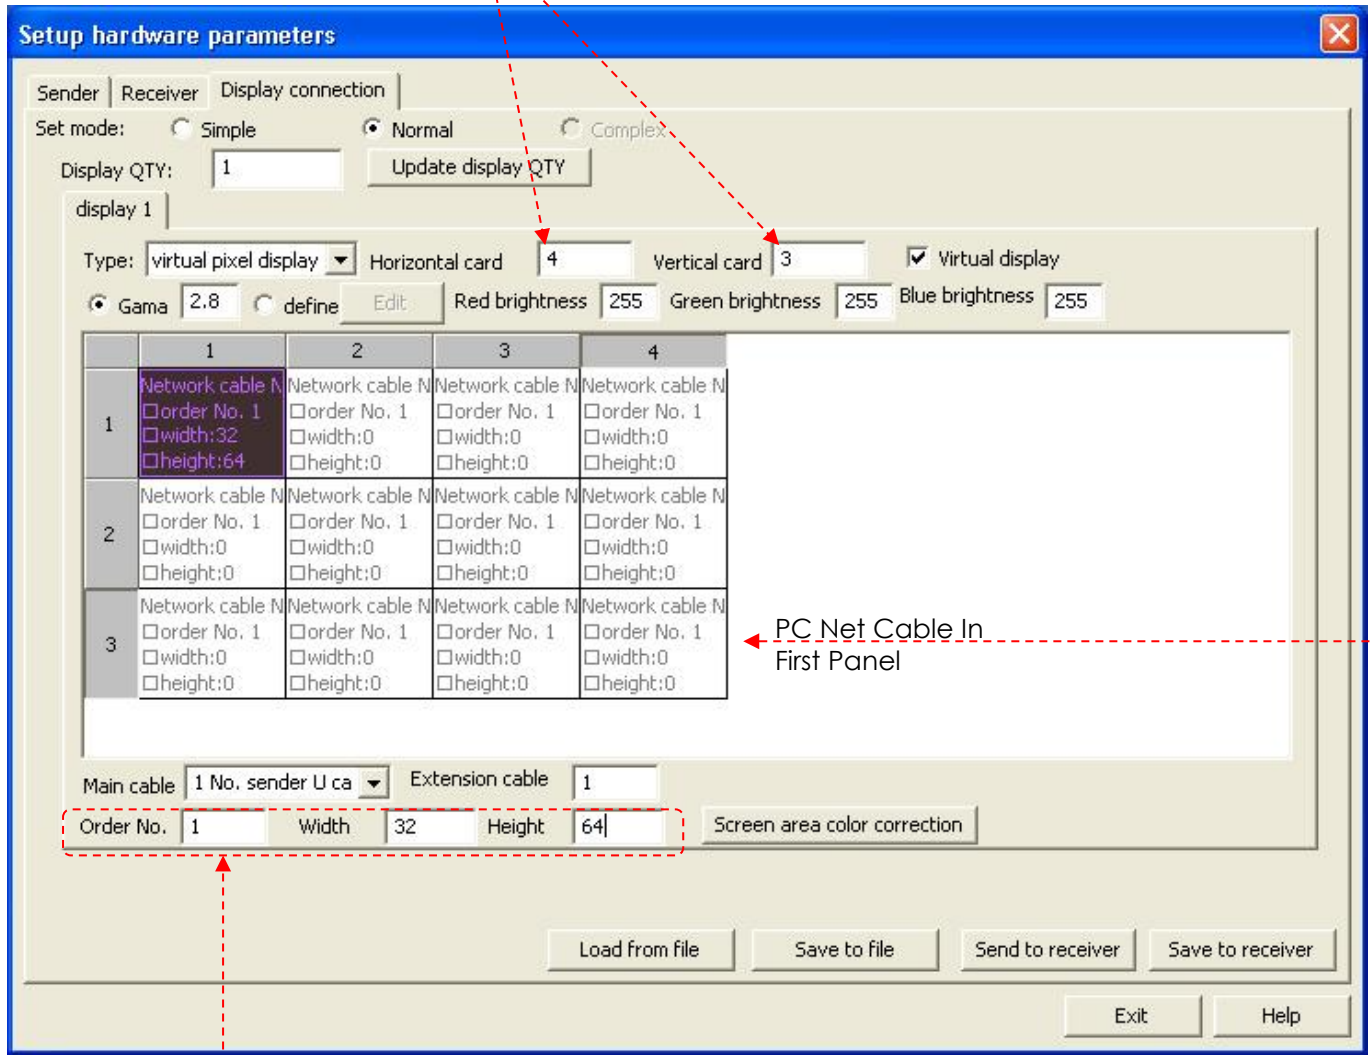 Setup hardware parameters
Sender Receiver Display connection
Set mode: Simple Normal Complex
Display QTY: 1 Update display QTY
display 1
Type: virtual pixel display Horizontal card 4 Vertical card 3 Virtual display
Gama 2.8 define Edit Red brightness 255 Green brightness 255 Blue brightness 255
1 2 3 4
Network cable N Network cable N Network cable N Network cable N
order No. 1 order No. 1 order No. 1 order No. 1
1
width:32 width:0 width:0 width:0
height:64 height:0 height:0 height:0
Network cable N Network cable N Network cable N Network cable N
order No. 1 order No. 1 order No. 1 order No. 1
2
width:0 width:0 width:0 width:0
height:0 height:0 height:0 height:0
Network cable N Network cable N Network cable N Network cable N
order No. 1 order No. 1 order No. 1 order No. 1
3
width:0 width:0 width:0 width:0
height:0 height:0 height:0 height:0
PC Net Cable In
First Panel
Main cable 1 No. sender U ca Extension cable 1
Order No. 1 Width 32 Height 64 Screen area color correction
Load from file Save to file Send to receiver Save to receiver
Exit Help